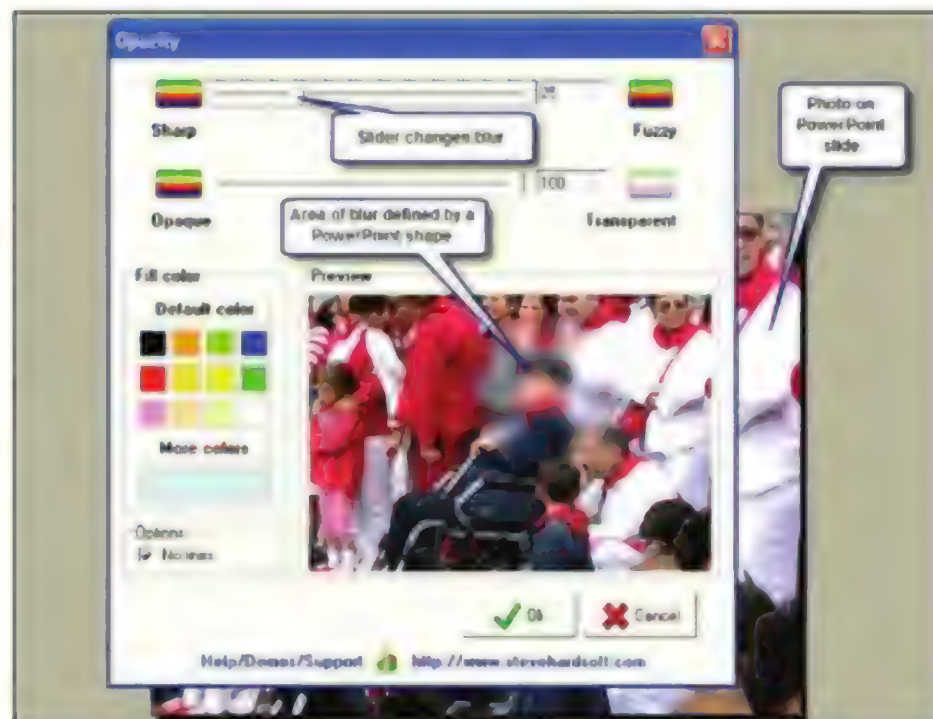 Opacity
Sharp
Fuzzy
Slider changes blur
Photo on
PowerPoint
slide
100
Opaque
Transparent
Area of blur defined by a
PowerPoint shape
Fill color
Preview
Default color
More colors
Options
Ok
Cancel
Help/Demos/Support
http://www.stevehardsoft.com